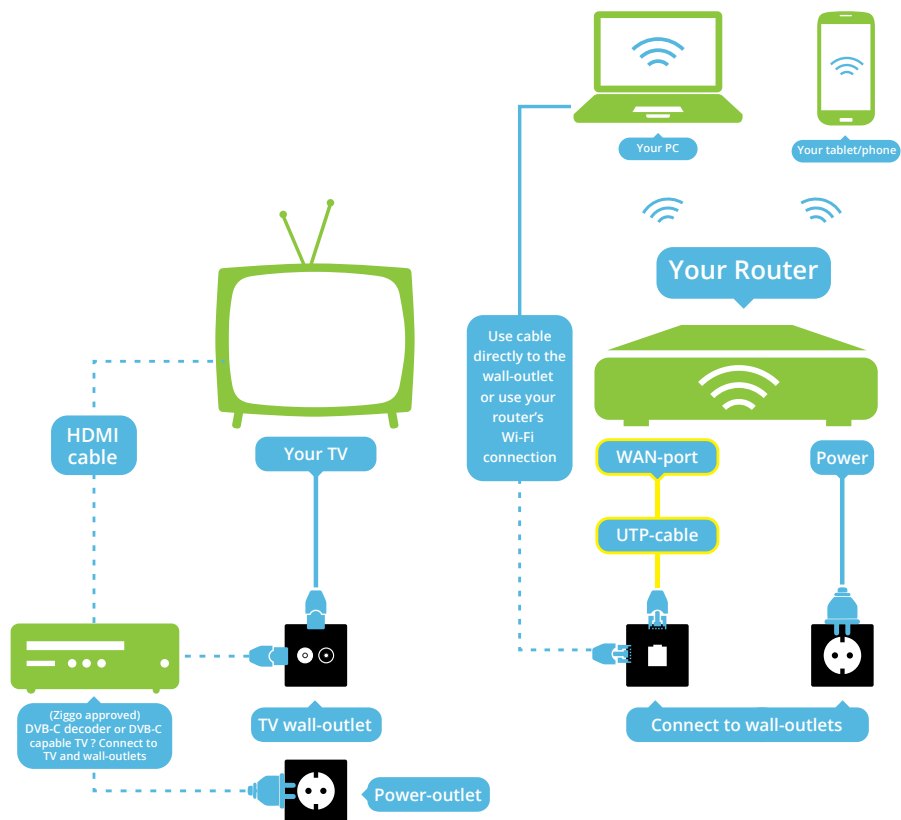 Your PC
Your tablet/phone
Your Router
Use cable
directly to the
wall-outlet
or use your
router's
Wi-Fi
connection
HDMI
cable
Your TV
WAN-port
Power
UTP-cable
(Ziggo approved)
DVB-C decoder or DVB-C
capable TV ? Connect to
TV and wall-outlets
TV wall-outlet
Connect to wall-outlets
Power-outlet